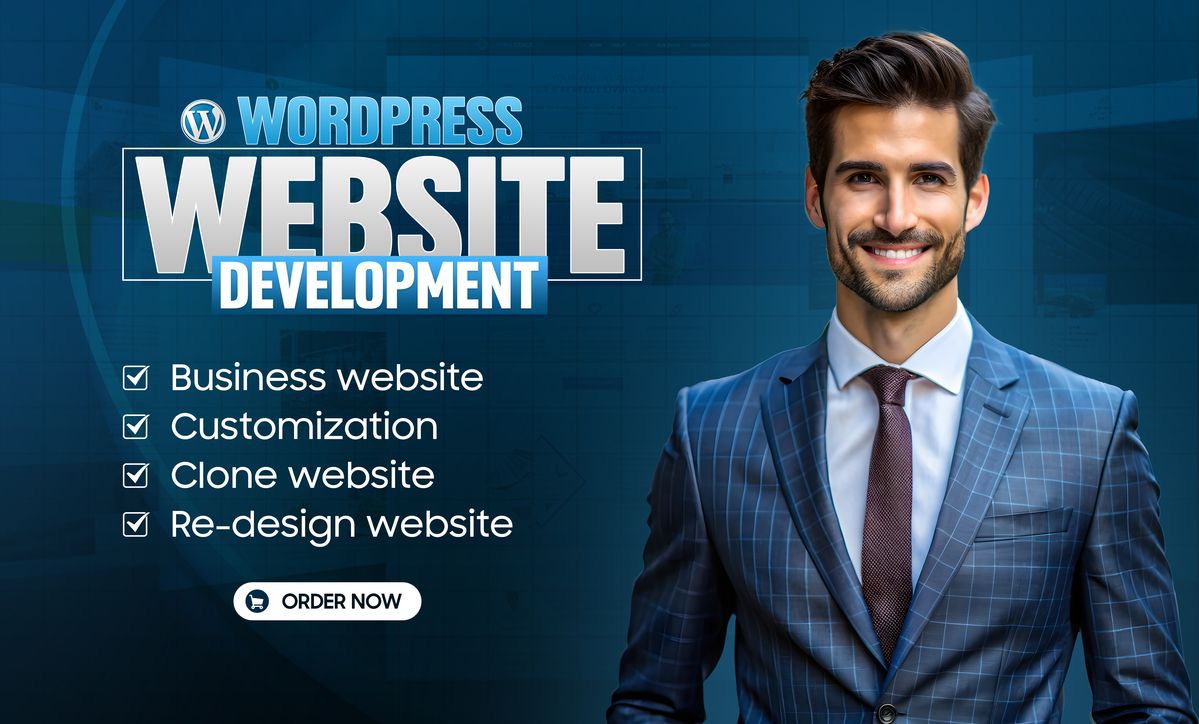 WORDPRESS
WEBSITE
DEVELOPMENT
Business website
Customization
Clone website
Re-design website
ORDER NOW